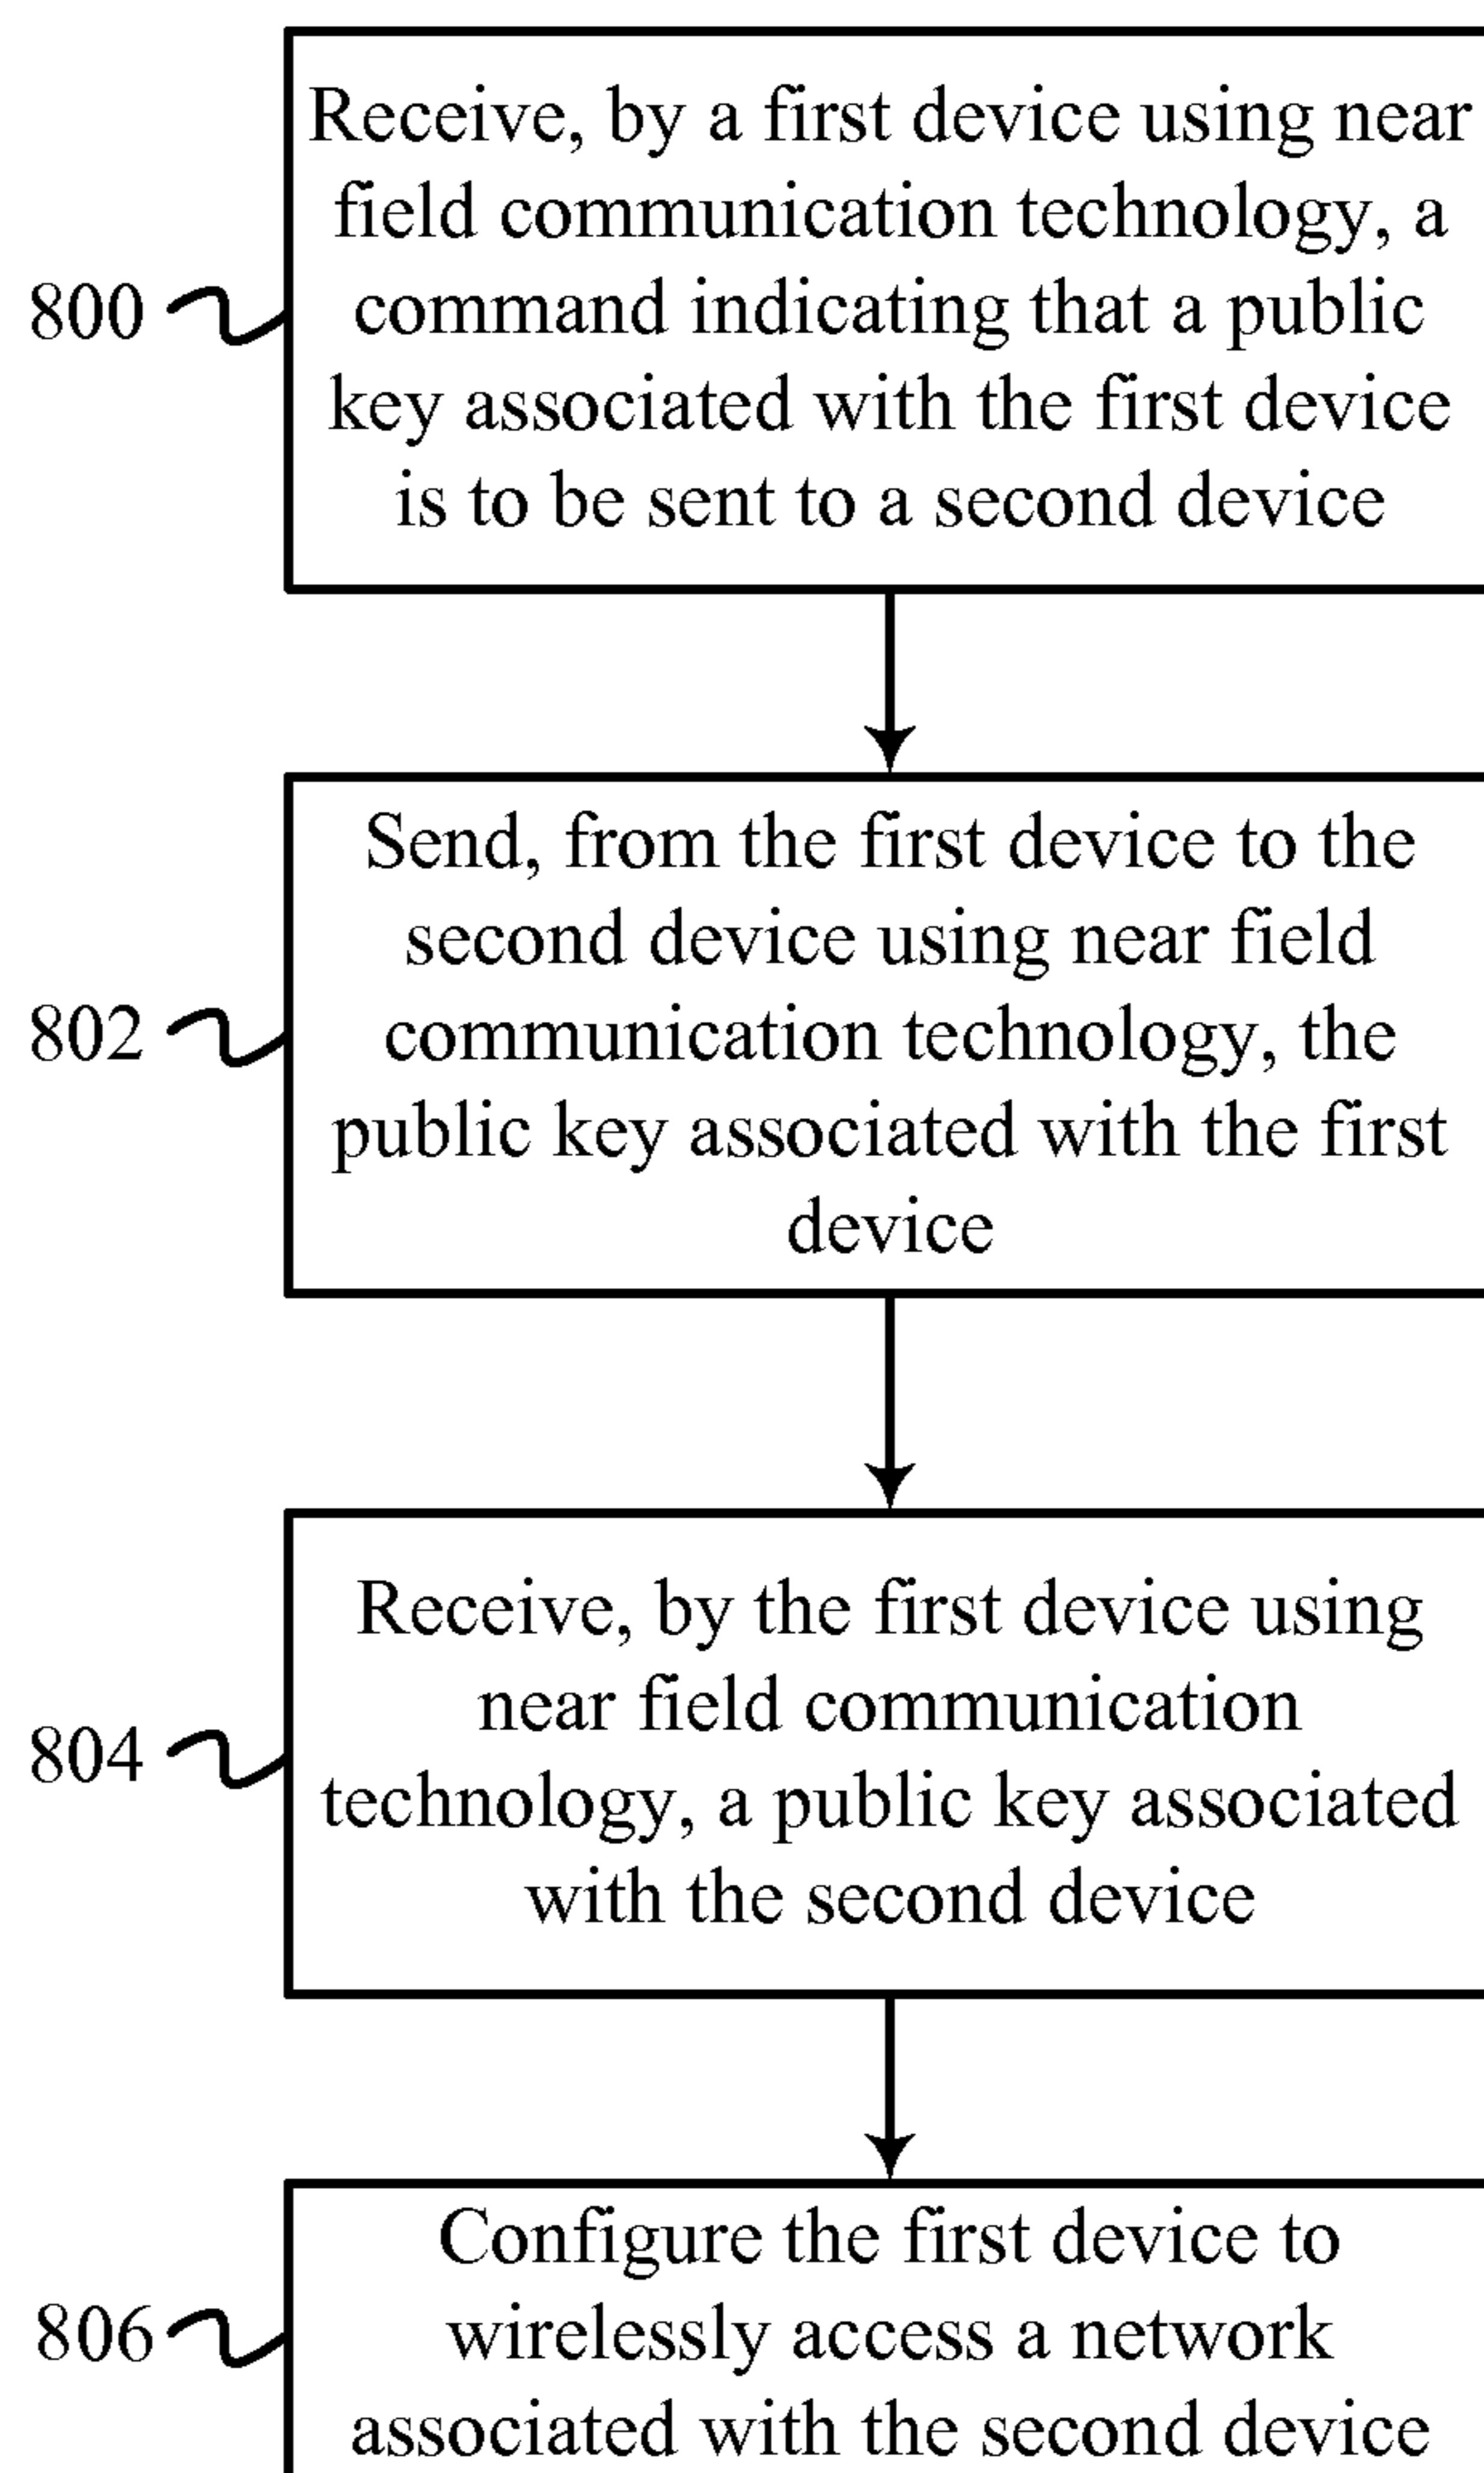 Receive, by a first device using near
field communication technology, a
command indicating that a public
key associated with the first device
is to be sent to a second device
800
Send, from the first device to the
second device using near field
communication technology, the
public key associated with the first
device
802
Receive, by the first device using
near field communication
technology, a public key associated
with the second device
804
Configure the first device to
wirelessly access a network
associated with the second device
806